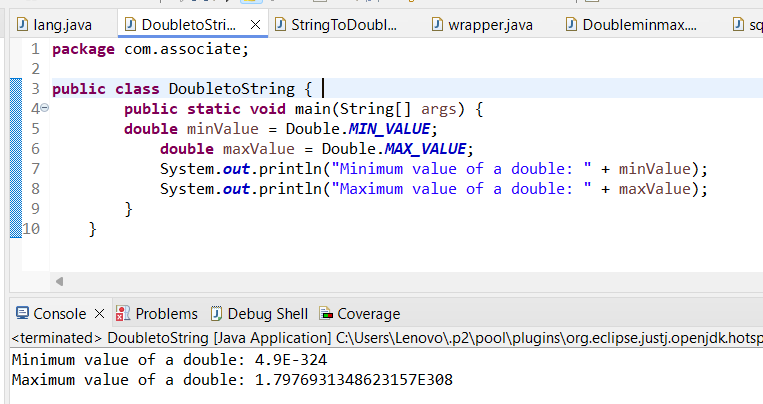 lang.java DoubletoStri... StringToDoubl... wrapper.java Doubleminmax.... sq
1 package com.associate;
2
3 public class DoubletoString {
4 public static void main(String[] args) {
5 double minValue = Double.MIN_VALUE;
6 double maxValue = Double.MAX_VALUE;
7 System.out.println("Minimum value of a double: " + minValue);
8 System.out.println("Maximum value of a double: " + maxValue);
9 }
10 }
Console Problems Debug Shell Coverage
<terminated> DoubletoString [Java Application] C:\Users\Lenovo\.p2\pool\plugins\org.eclipse.justj.openjdk.hotsp
Minimum value of a double: 4.9E-324
Maximum value of a double: 1.7976931348623157E308